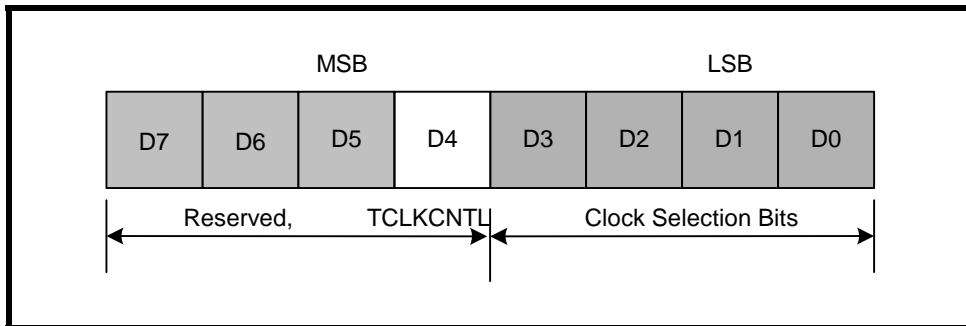 MSB LSB
D7 D6 D5 D4 D3 D2 D1 D0
Reserved, TCLKCNTL Clock Selection Bits